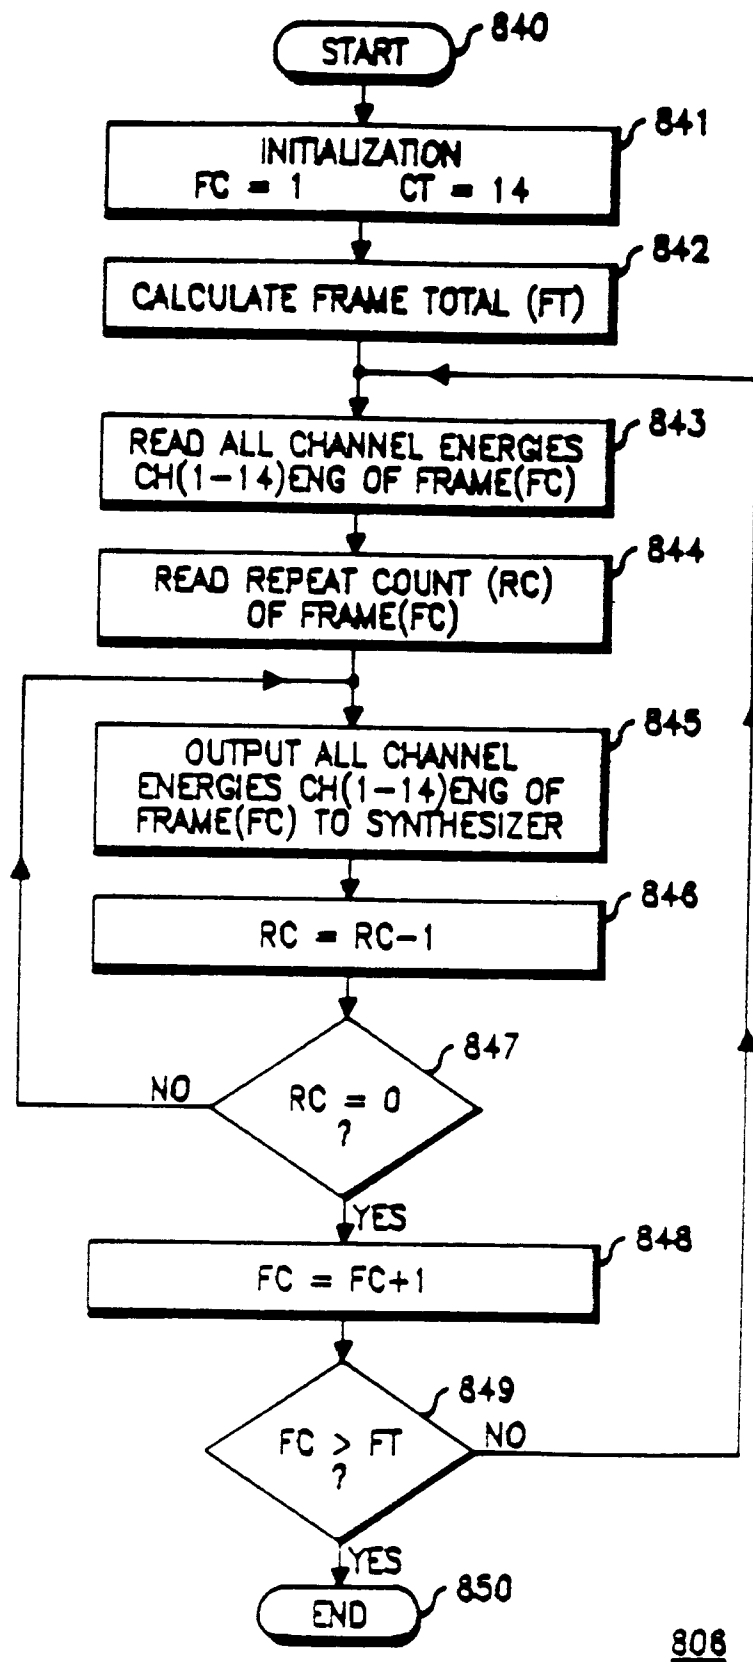 START
840
INITIALIZATION
FC = 1 CT = 14
841
CALCULATE FRAME TOTAL (FT)
842
READ ALL CHANNEL ENERGIES
CH(1-14)ENG OF FRAME(FC)
843
READ REPEAT COUNT (RC)
OF FRAME(FC)
844
OUTPUT ALL CHANNEL
ENERGIES CH(1-14)ENG OF
FRAME(FC) TO SYNTHESIZER
845
RC = RC-1
846
RC = 0
?
847
NO
YES
FC = FC+1
848
FC > FT
?
849
NO
YES
END
850
806